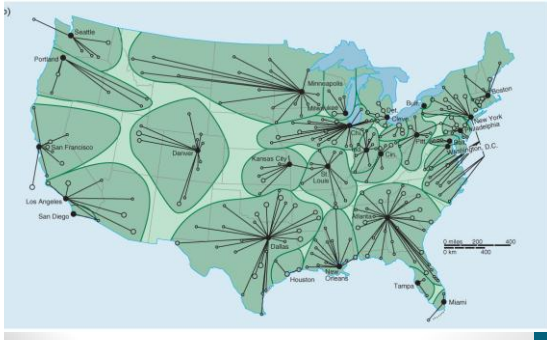 Seattle
Portland
Minneapolis
Milwaukee
Det.
Buff.
Boston
Cleve.
New York
Philadelphia
Chi.
Pitt.
Washington, D.C.
San Francisco
Denver
Kansas City
St.
Louis
Cin.
Los Angeles
San Diego
Atlanta
Dallas
0 miles 200 400
0 km 400
Houston
New
Orleans
Tampa
Miami